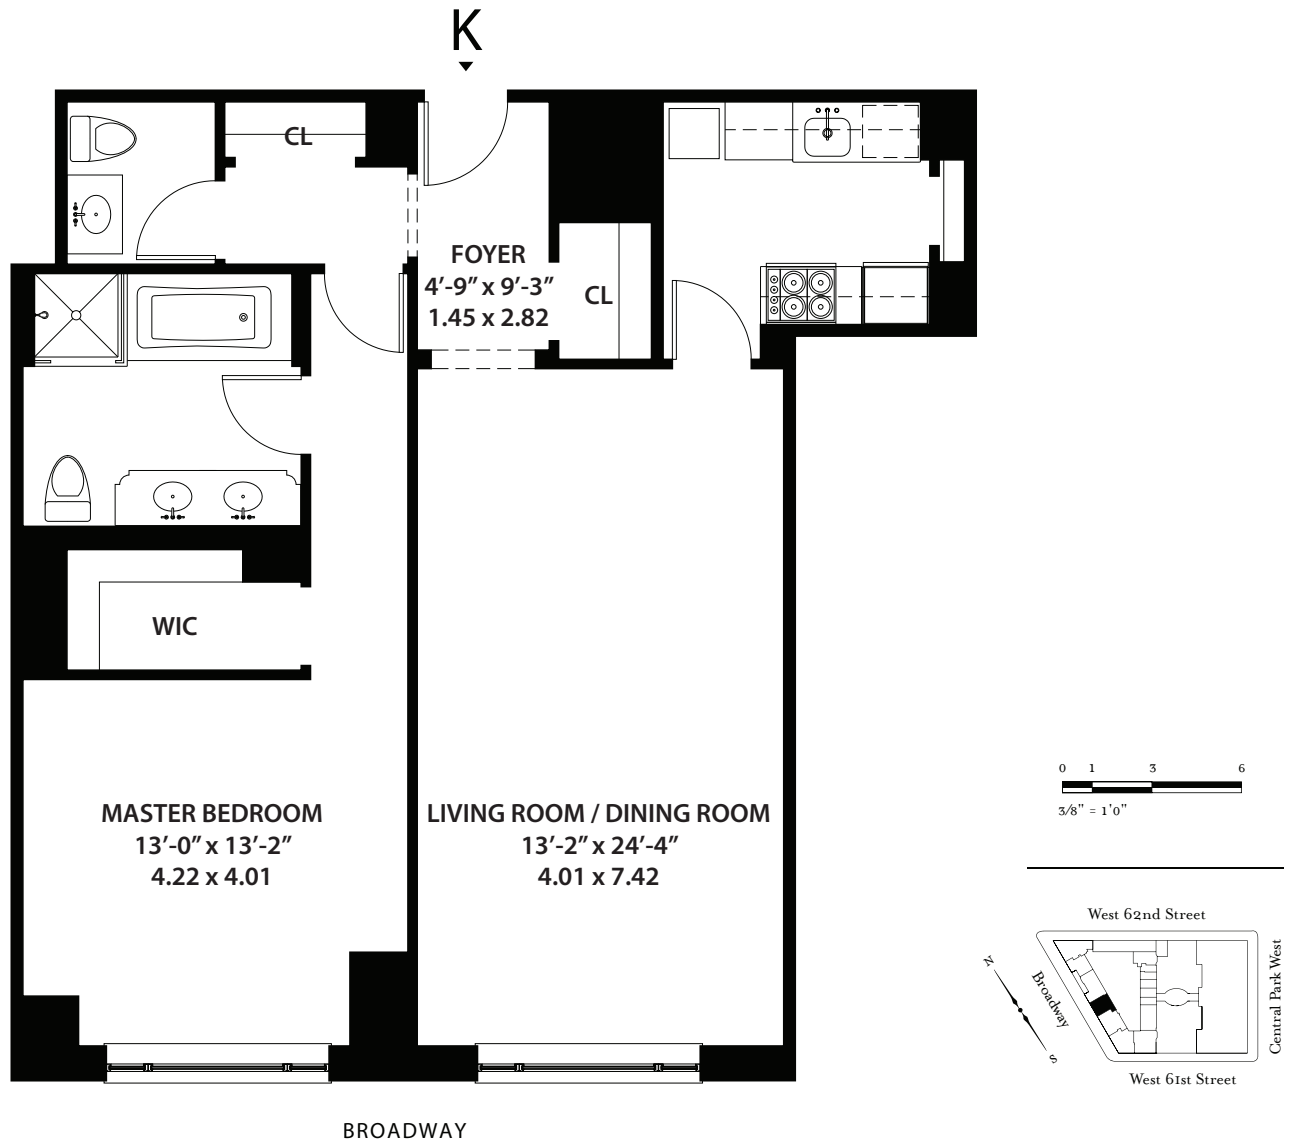 K
CL
FOYER
4′-9″ x 9′-3″
1.45 x 2.82
CL
WIC
MASTER BEDROOM
13′-0″ x 13′-2″
4.22 x 4.01
LIVING ROOM / DINING ROOM
13′-2″ x 24′-4″
4.01 x 7.42
BROADWAY
0 1 3 6
3/8" = 1'0"
West 62nd Street
N
Broadway
S
Central Park West
West 61st Street